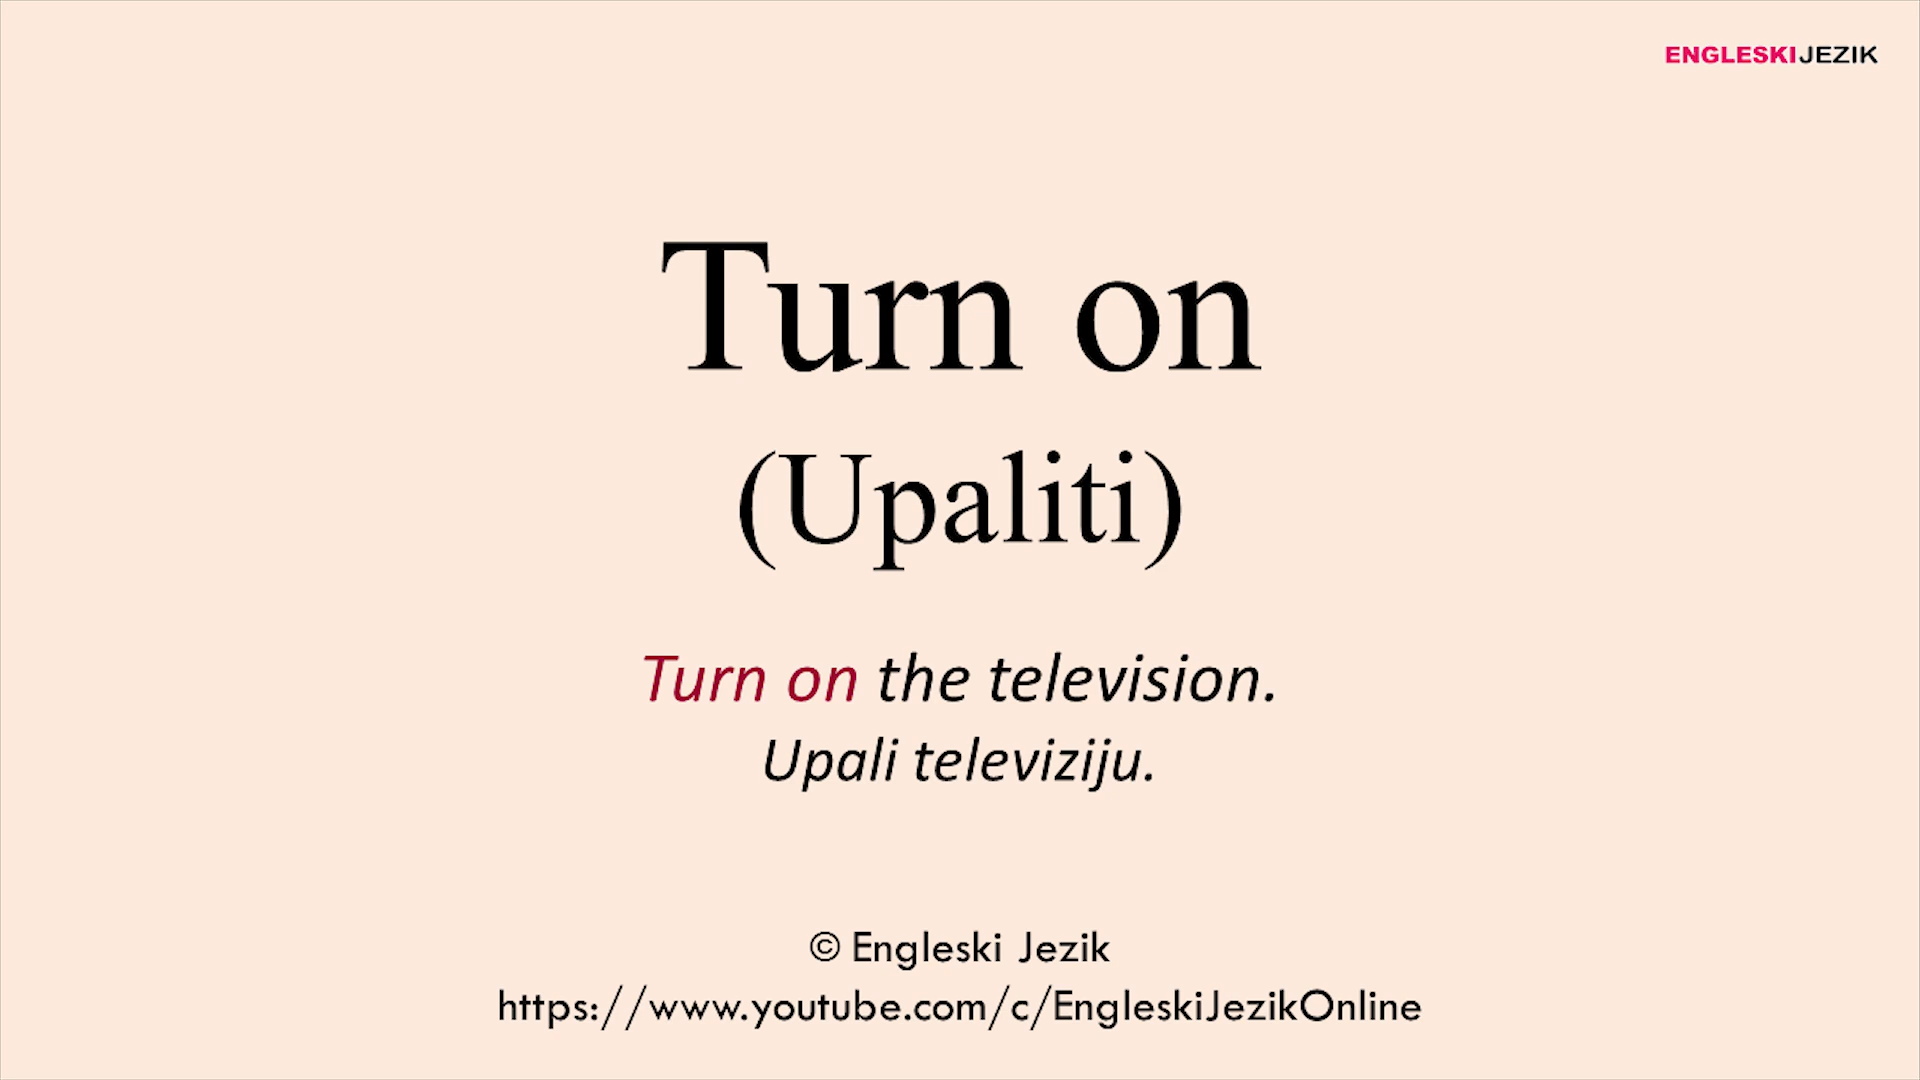 ENGLESKIJEZIK
Turn on
(Upaliti)
Turn on the television.
Upali televiziju.
© Engleski Jezik
https://www.youtube.com/c/EngleskiJezikOnline